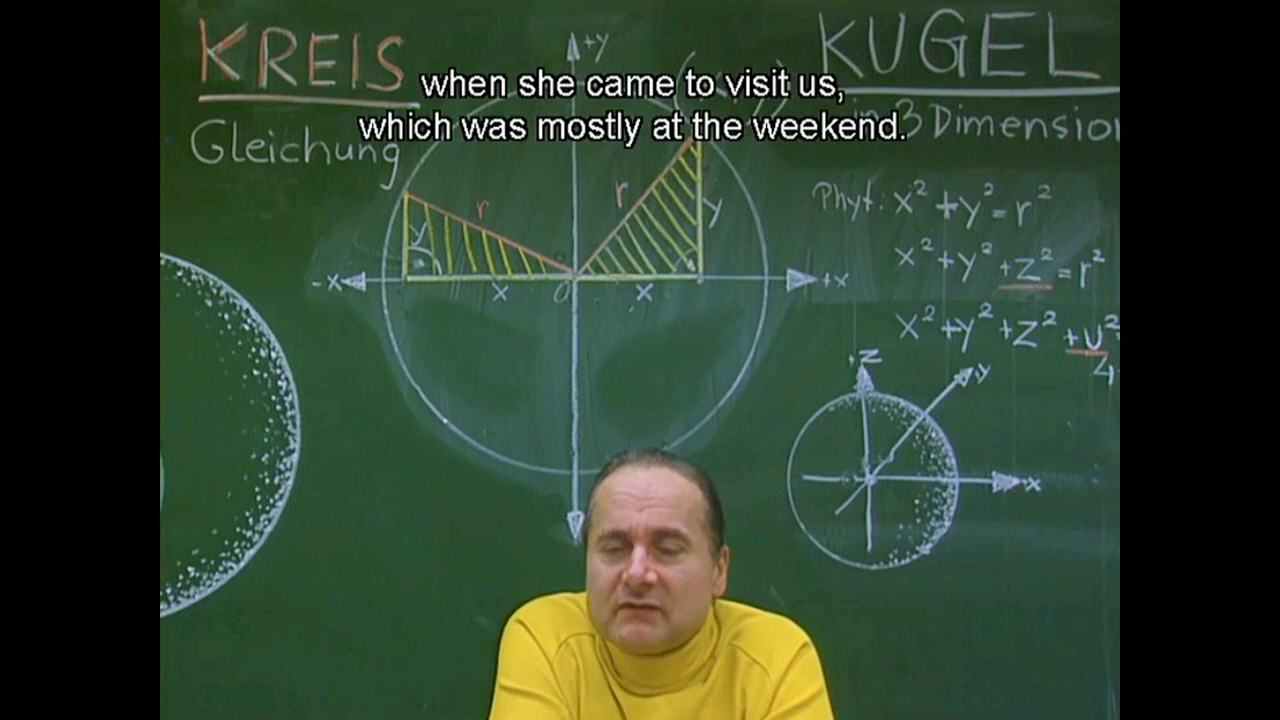 KREIS
Gleichung
+y
KUGEL
in 3 Dimension
when she came to visit us,
which was mostly at the weekend.
Phyt: x² + y² = r²
x² + y² + z² = r²
x² + y² + z² + u²
4
r
r
y
y
-x
x
0
x
+x
+z
y
x